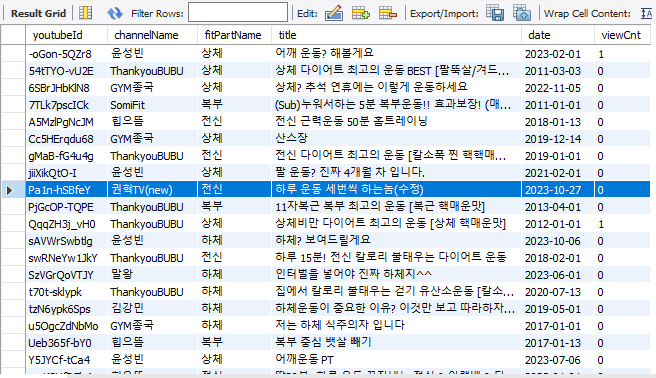 Result Grid Filter Rows: Edit: Export/Import: Wrap Cell Content:
youtubeId channelName fitPartName title date viewCnt
-oGon-5QZr8 윤성빈 상체 어깨 운동? 해볼게요 2023-02-01 1
54tTYO-vU2E ThankyouBUBU 상체 상체 다이어트 최고의 운동 BEST [팔뚝살/겨드... 2011-03-03 0
6SBrJHbKlN8 GYM종국 상체 상체? 추석 연휴에는 이렇게 운동하세요 2022-11-05 0
7TLk7pscICk SomiFit 복부 (Sub)누워서하는 5분 복부운동!! 효과보장! (매... 2018-01-01 0
A5MzlPgNcJM 힘으뜸 전신 전신 근력운동 50분 홈트레이닝 2018-01-13 0
Cc5HErqdu68 GYM종국 상체 산스장 2019-12-14 0
gMaB-fG4u4g ThankyouBUBU 전신 전신 다이어트 최고의 운동 [칼소폭 찐 핵핵매... 2019-01-01 0
jiiXikQtO-I 윤성빈 상체 팔 운동? 진짜 4개월 차 입니다. 2021-02-01 0
Pa1n-hSBfeY 권혁TV(new) 전신 하루 운동 세번씩 하는놈(수정) 2023-10-27 0
PjGcOP-TQPE ThankyouBUBU 복부 11자복근 복부 최고의 운동 [복근 핵매운맛] 2013-04-01 0
QqqZH3j_vH0 ThankyouBUBU 상체 상체비만 다이어트 최고의 운동 [상체 핵매운맛] 2012-01-01 1
sAWWrSwbtlg 윤성빈 하체 하체? 보여드릴게요 2023-10-06 0
swRNeYw1JkY ThankyouBUBU 전신 하루 15분! 전신 칼로리 불태우는 다이어트 운동 2018-02-01 0
SzVGrQoVTJY 말왕 하체 인터벌을 넣어야 진짜 하체지^^ 2023-06-01 0
t70t-sklypk ThankyouBUBU 하체 집에서 칼로리 불태우는 걷기 유산소운동 [칼소... 2020-07-13 0
tzN6ypk6Sps 김강민 하체 하체운동이 중요한 이유? 이것만 보고 따라하자... 2019-05-01 0
u5OgcZdNbMo GYM종국 하체 저는 하체 식주의자 입니다 2017-01-01 0
Ueb365f-bY0 힘으뜸 복부 복부 중심 뱃살 빼기 2017-01-13 0
Y5JYCf-tCa4 윤성빈 상체 어깨운동 PT 2023-07-06 0